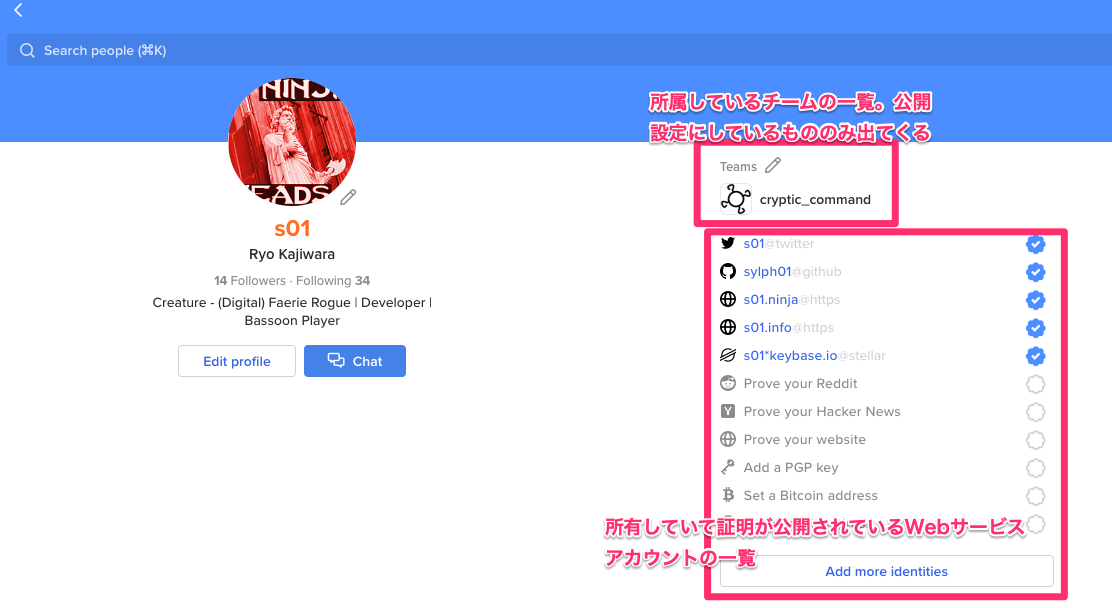 Search people (⌘K)
NINJ
EADS
s01
Ryo Kajiwara
14 Followers · Following 34
Creature - (Digital) Faerie Rogue | Developer |
Bassoon Player
Edit profile
Chat
所属しているチームの一覧。公開
設定にしているもののみ出てくる
Teams
cryptic_command
s01@twitter
sylph01@github
s01.ninja@https
s01.info@https
s01*keybase.io@stellar
Prove your Reddit
Prove your Hacker News
Prove your website
Add a PGP key
Set a Bitcoin address
所有していて証明が公開されているWebサービス
アカウントの一覧
Add more identities